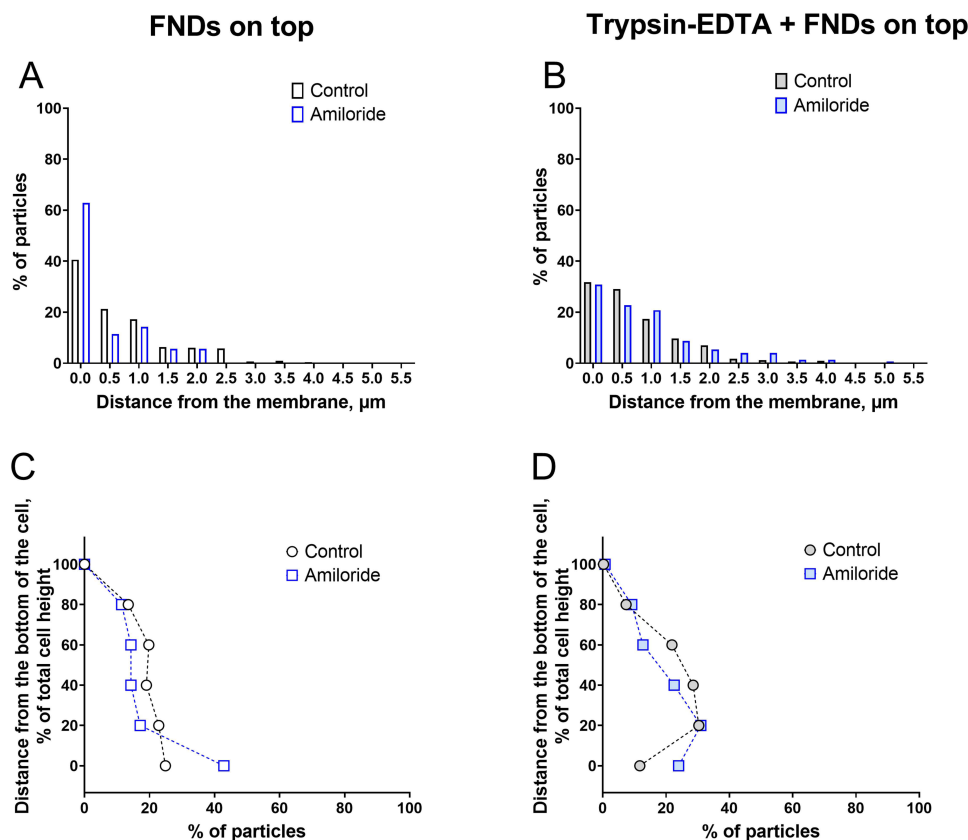 FNDs on top
Trypsin-EDTA + FNDs on top
A
Control
Amiloride
100
80
60
40
20
0
% of particles
0.0 0.5 1.0 1.5 2.0 2.5 3.0 3.5 4.0 4.5 5.0 5.5
Distance from the membrane, µm
B
Control
Amiloride
100
80
60
40
20
0
% of particles
0.0 0.5 1.0 1.5 2.0 2.5 3.0 3.5 4.0 4.5 5.0 5.5
Distance from the membrane, µm
C
Control
Amiloride
Distance from the bottom of the cell,
% of total cell height
100
80
60
40
20
0
0 20 40 60 80 100
% of particles
D
Control
Amiloride
Distance from the bottom of the cell,
% of total cell height
100
80
60
40
20
0
0 20 40 60 80 100
% of particles